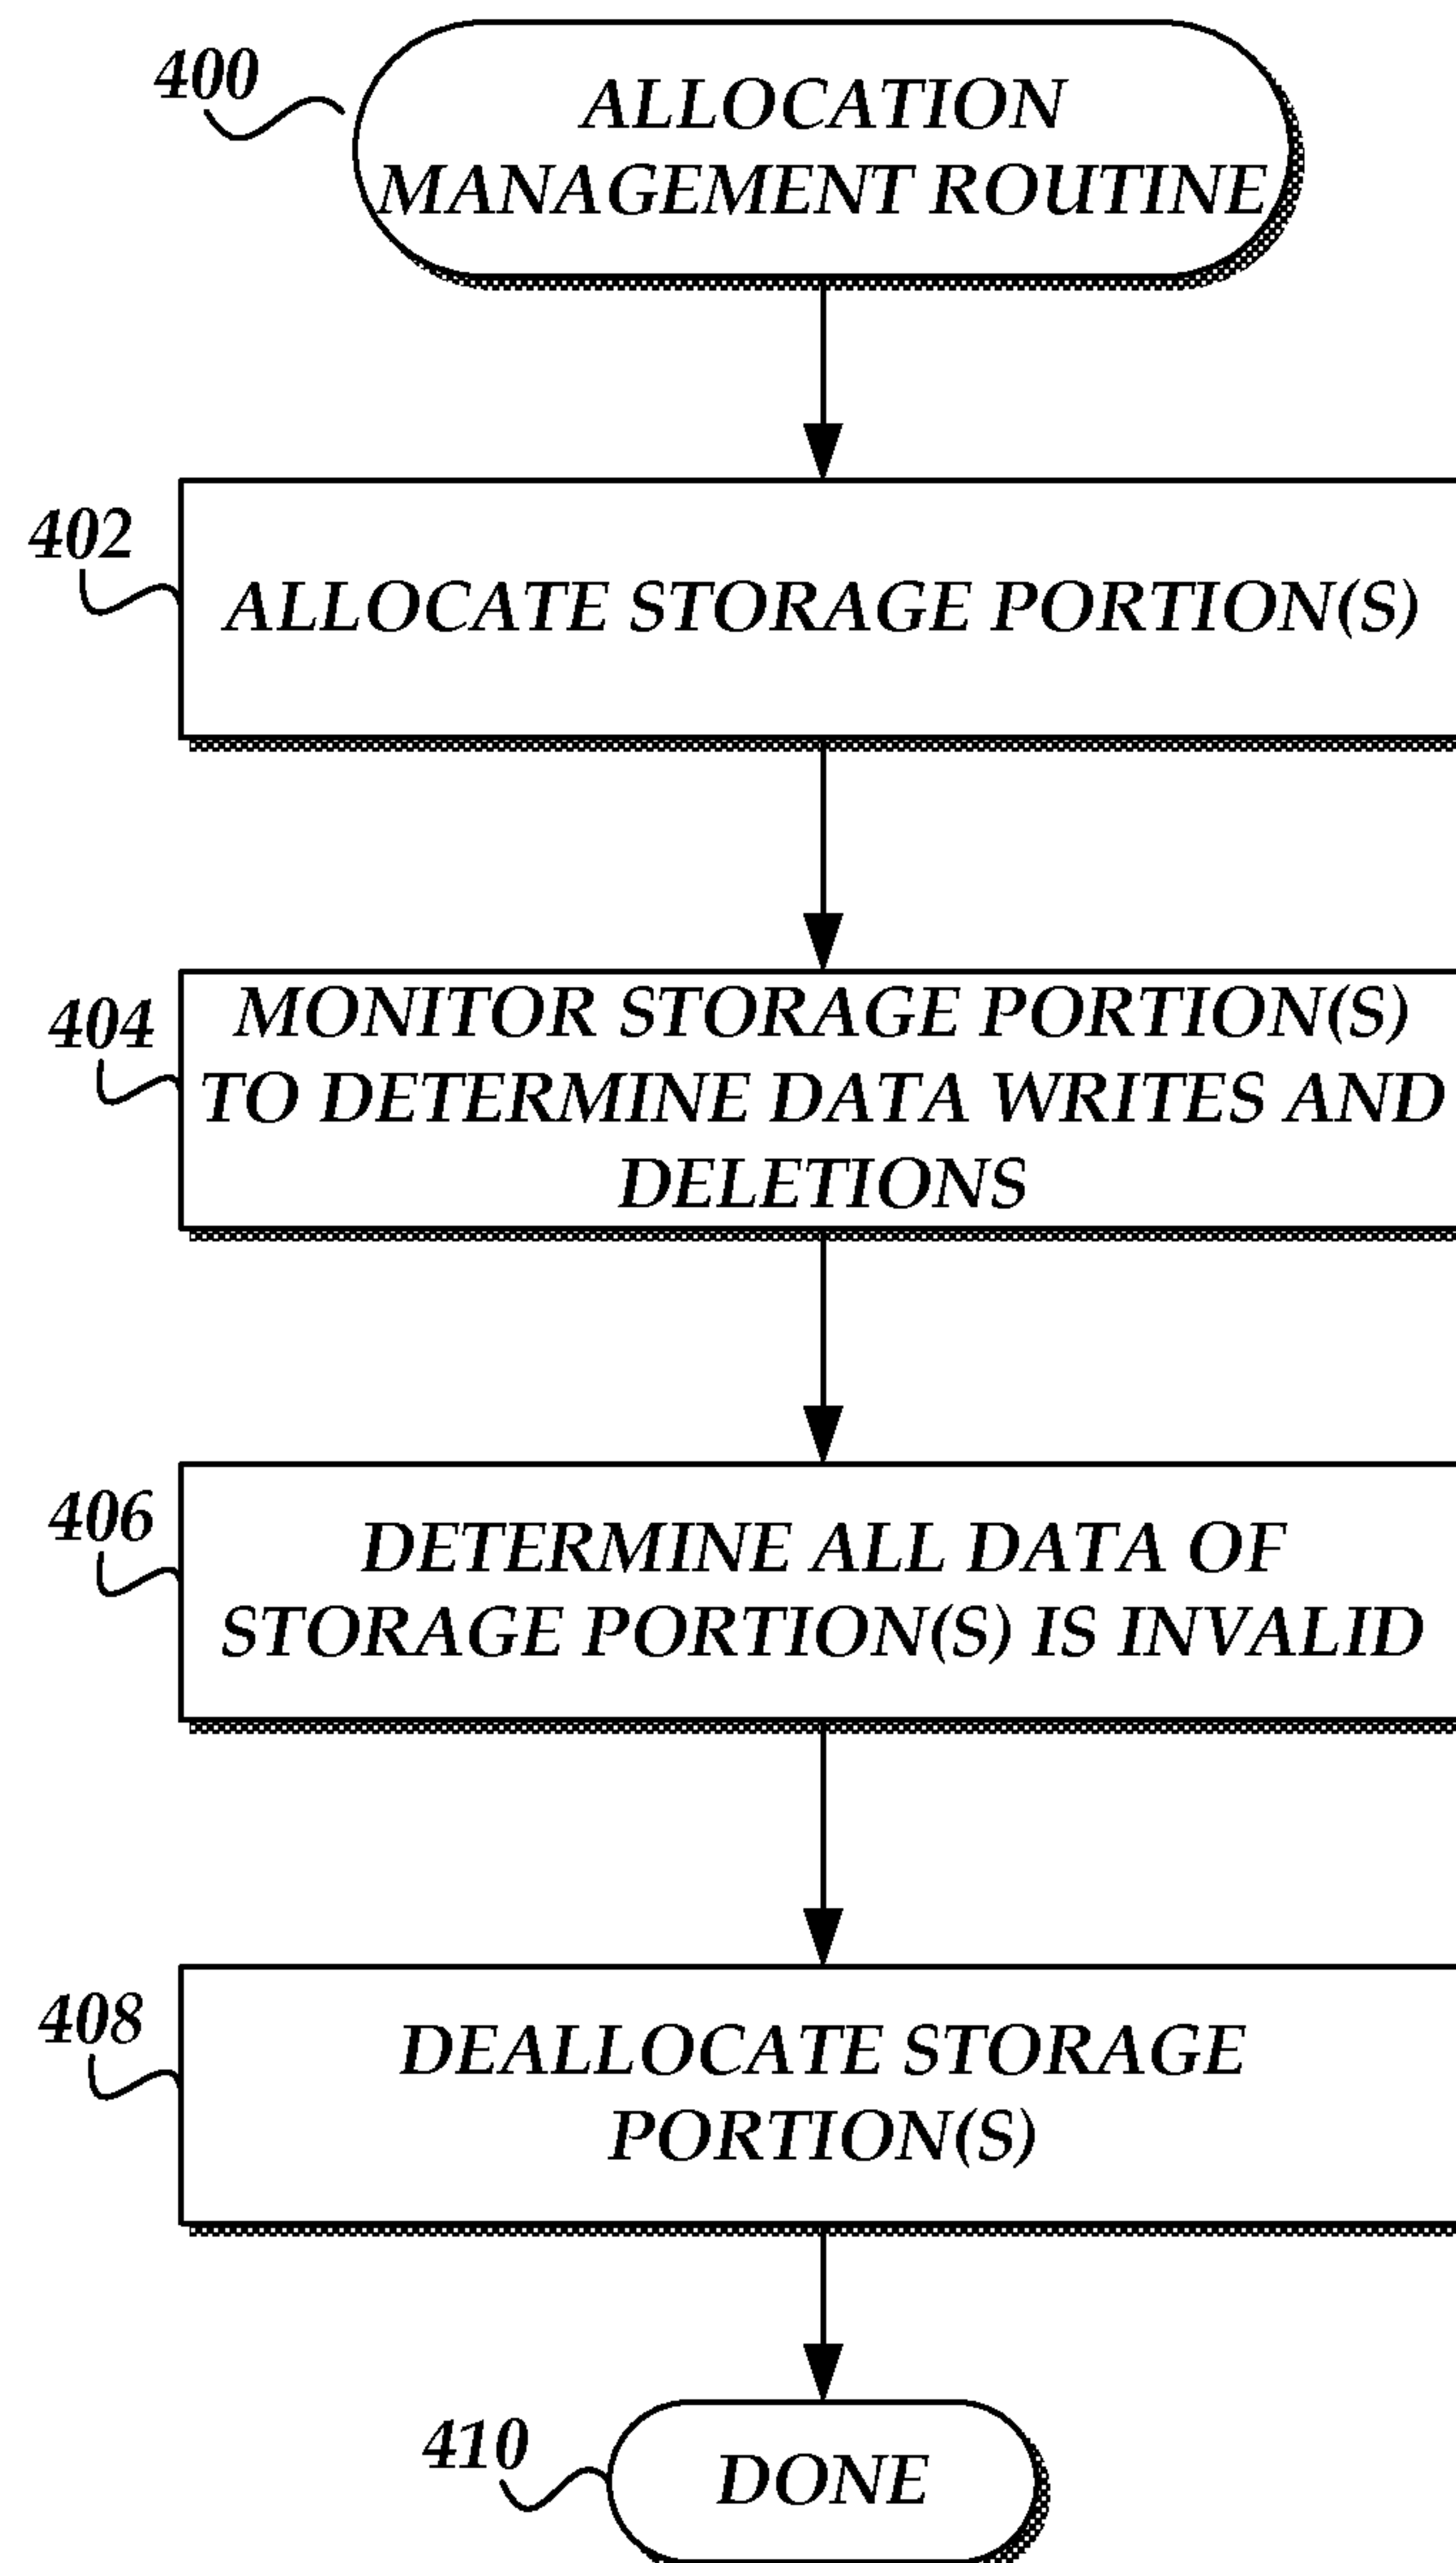 400
ALLOCATION
MANAGEMENT ROUTINE
402
ALLOCATE STORAGE PORTION(S)
404
MONITOR STORAGE PORTION(S)
TO DETERMINE DATA WRITES AND
DELETIONS
406
DETERMINE ALL DATA OF
STORAGE PORTION(S) IS INVALID
408
DEALLOCATE STORAGE
PORTION(S)
410
DONE